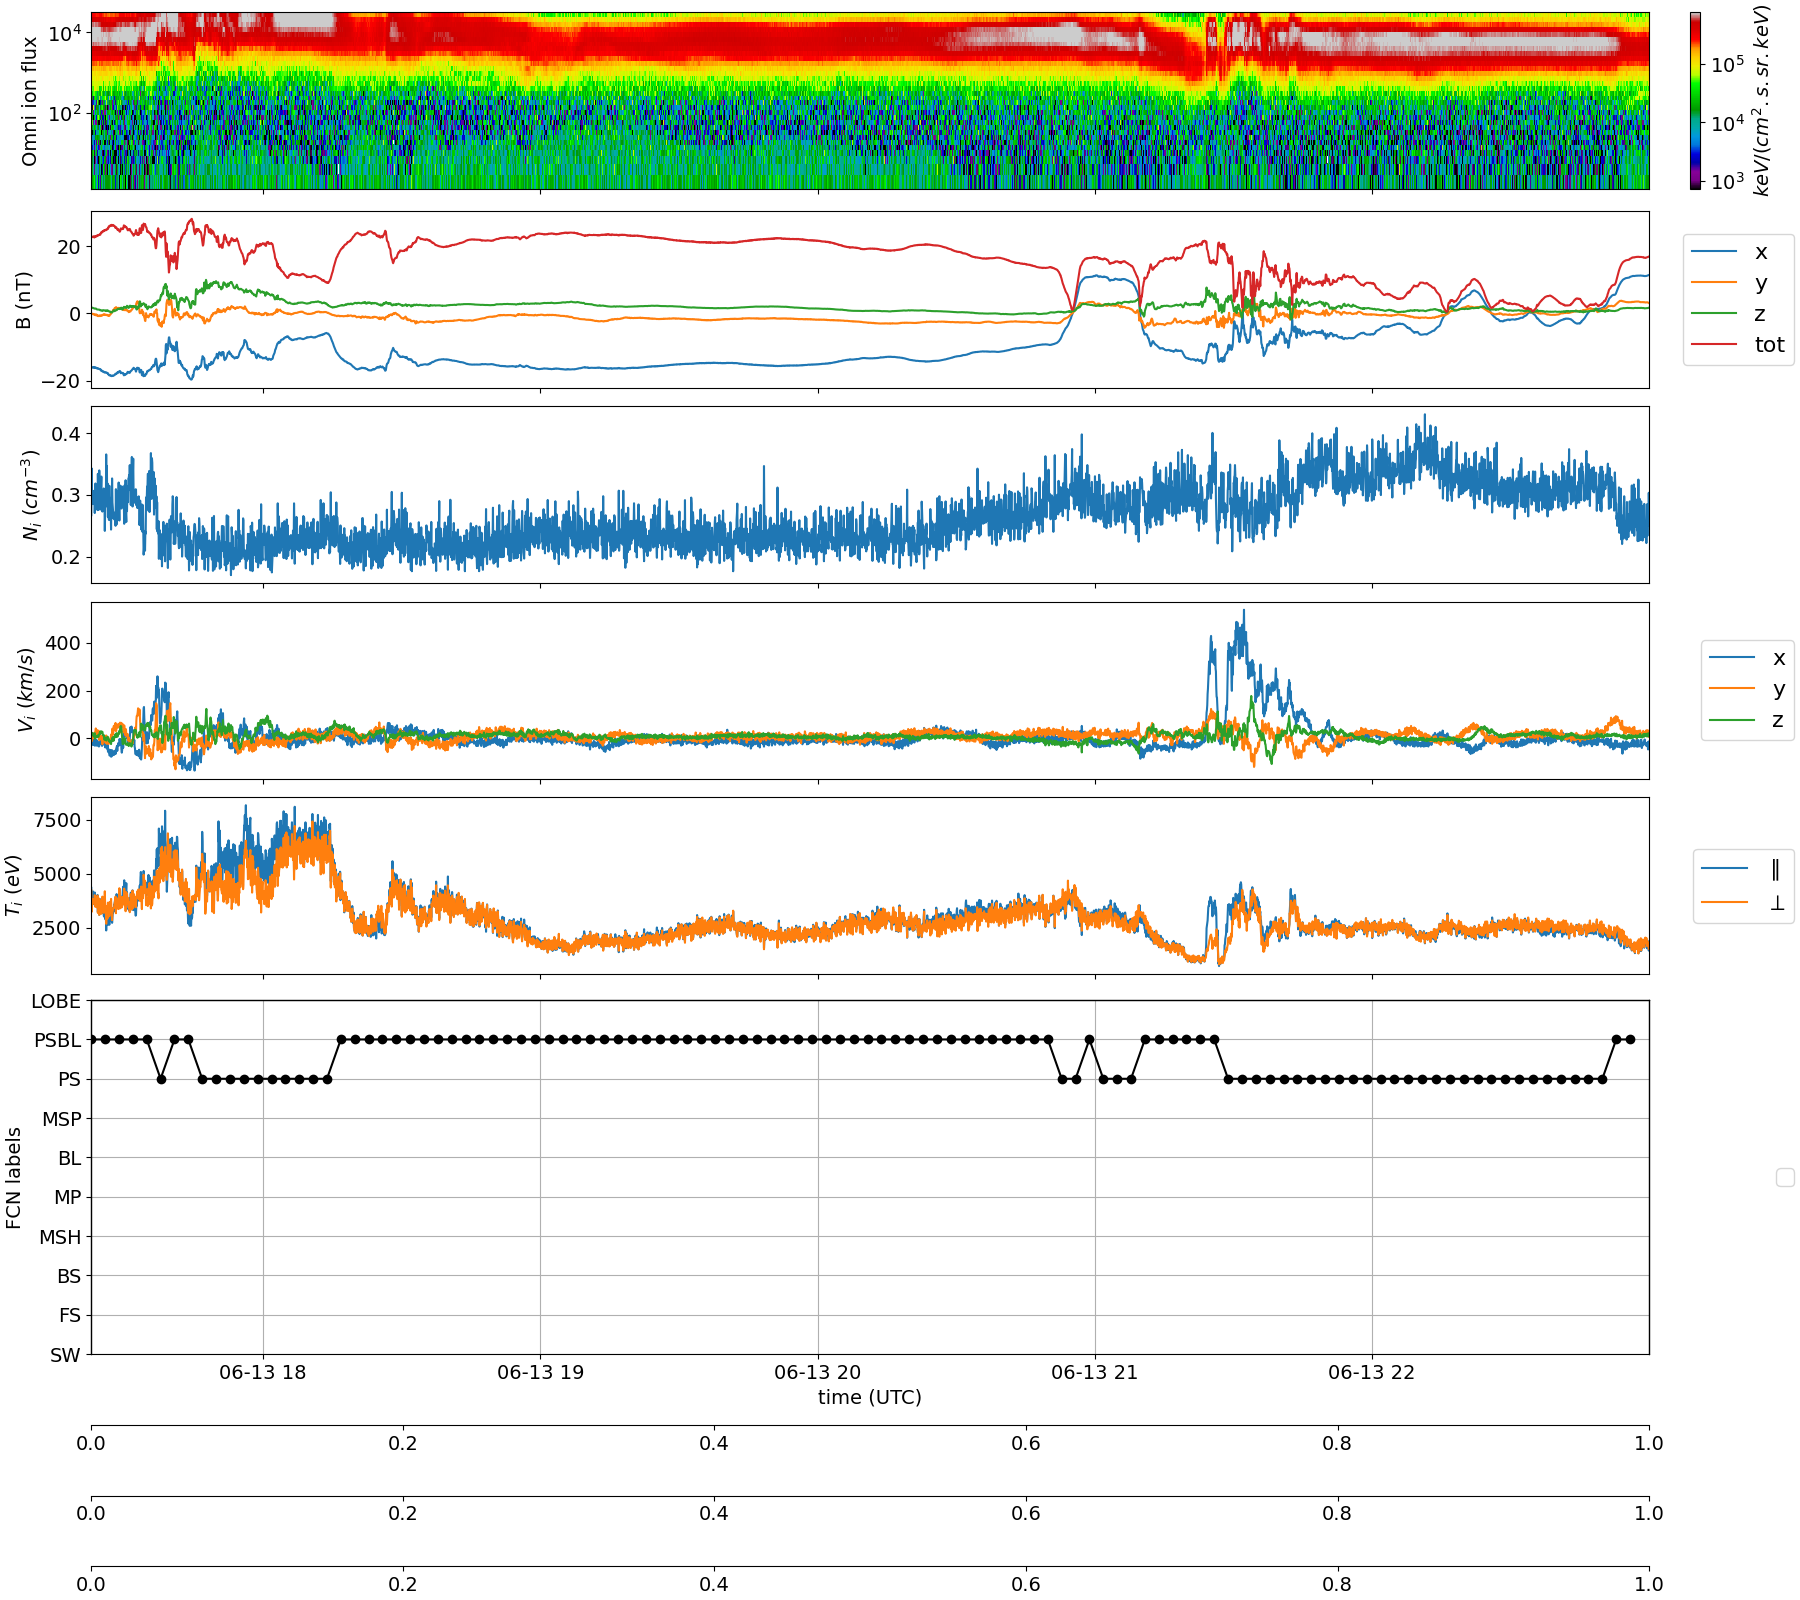 Omni ion flux
10^4
10^2
10^5
10^4
10^3
keV/(cm^2.s.sr.keV)
B (nT)
20
0
−20
x
y
z
tot
N_i (cm^−3)
0.4
0.3
0.2
V_i (km/s)
400
200
0
x
y
z
T_i (eV)
7500
5000
2500
∥
⊥
FCN labels
LOBE
PSBL
PS
MSP
BL
MP
MSH
BS
FS
SW
06-13 18 06-13 19 06-13 20 06-13 21 06-13 22
time (UTC)
0.0 0.2 0.4 0.6 0.8 1.0
0.0 0.2 0.4 0.6 0.8 1.0
0.0 0.2 0.4 0.6 0.8 1.0